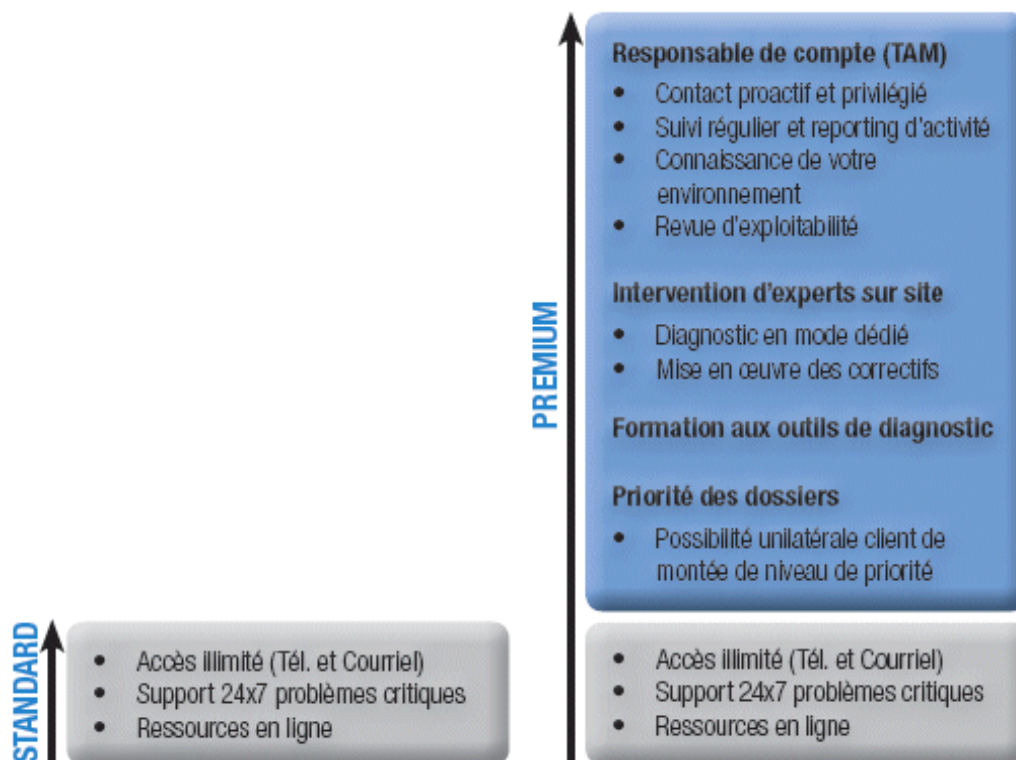 STANDARD
• Accès illimité (Tél. et Courriel)
• Support 24x7 problèmes critiques
• Ressources en ligne
PREMIUM
Responsable de compte (TAM)
• Contact proactif et privilégié
• Suivi régulier et reporting d'activité
• Connaissance de votre
environnement
• Revue d'exploitabilité
Intervention d'experts sur site
• Diagnostic en mode dédié
• Mise en œuvre des correctifs
Formation aux outils de diagnostic
Priorité des dossiers
• Possibilité unilatérale client de
montée de niveau de priorité
• Accès illimité (Tél. et Courriel)
• Support 24x7 problèmes critiques
• Ressources en ligne